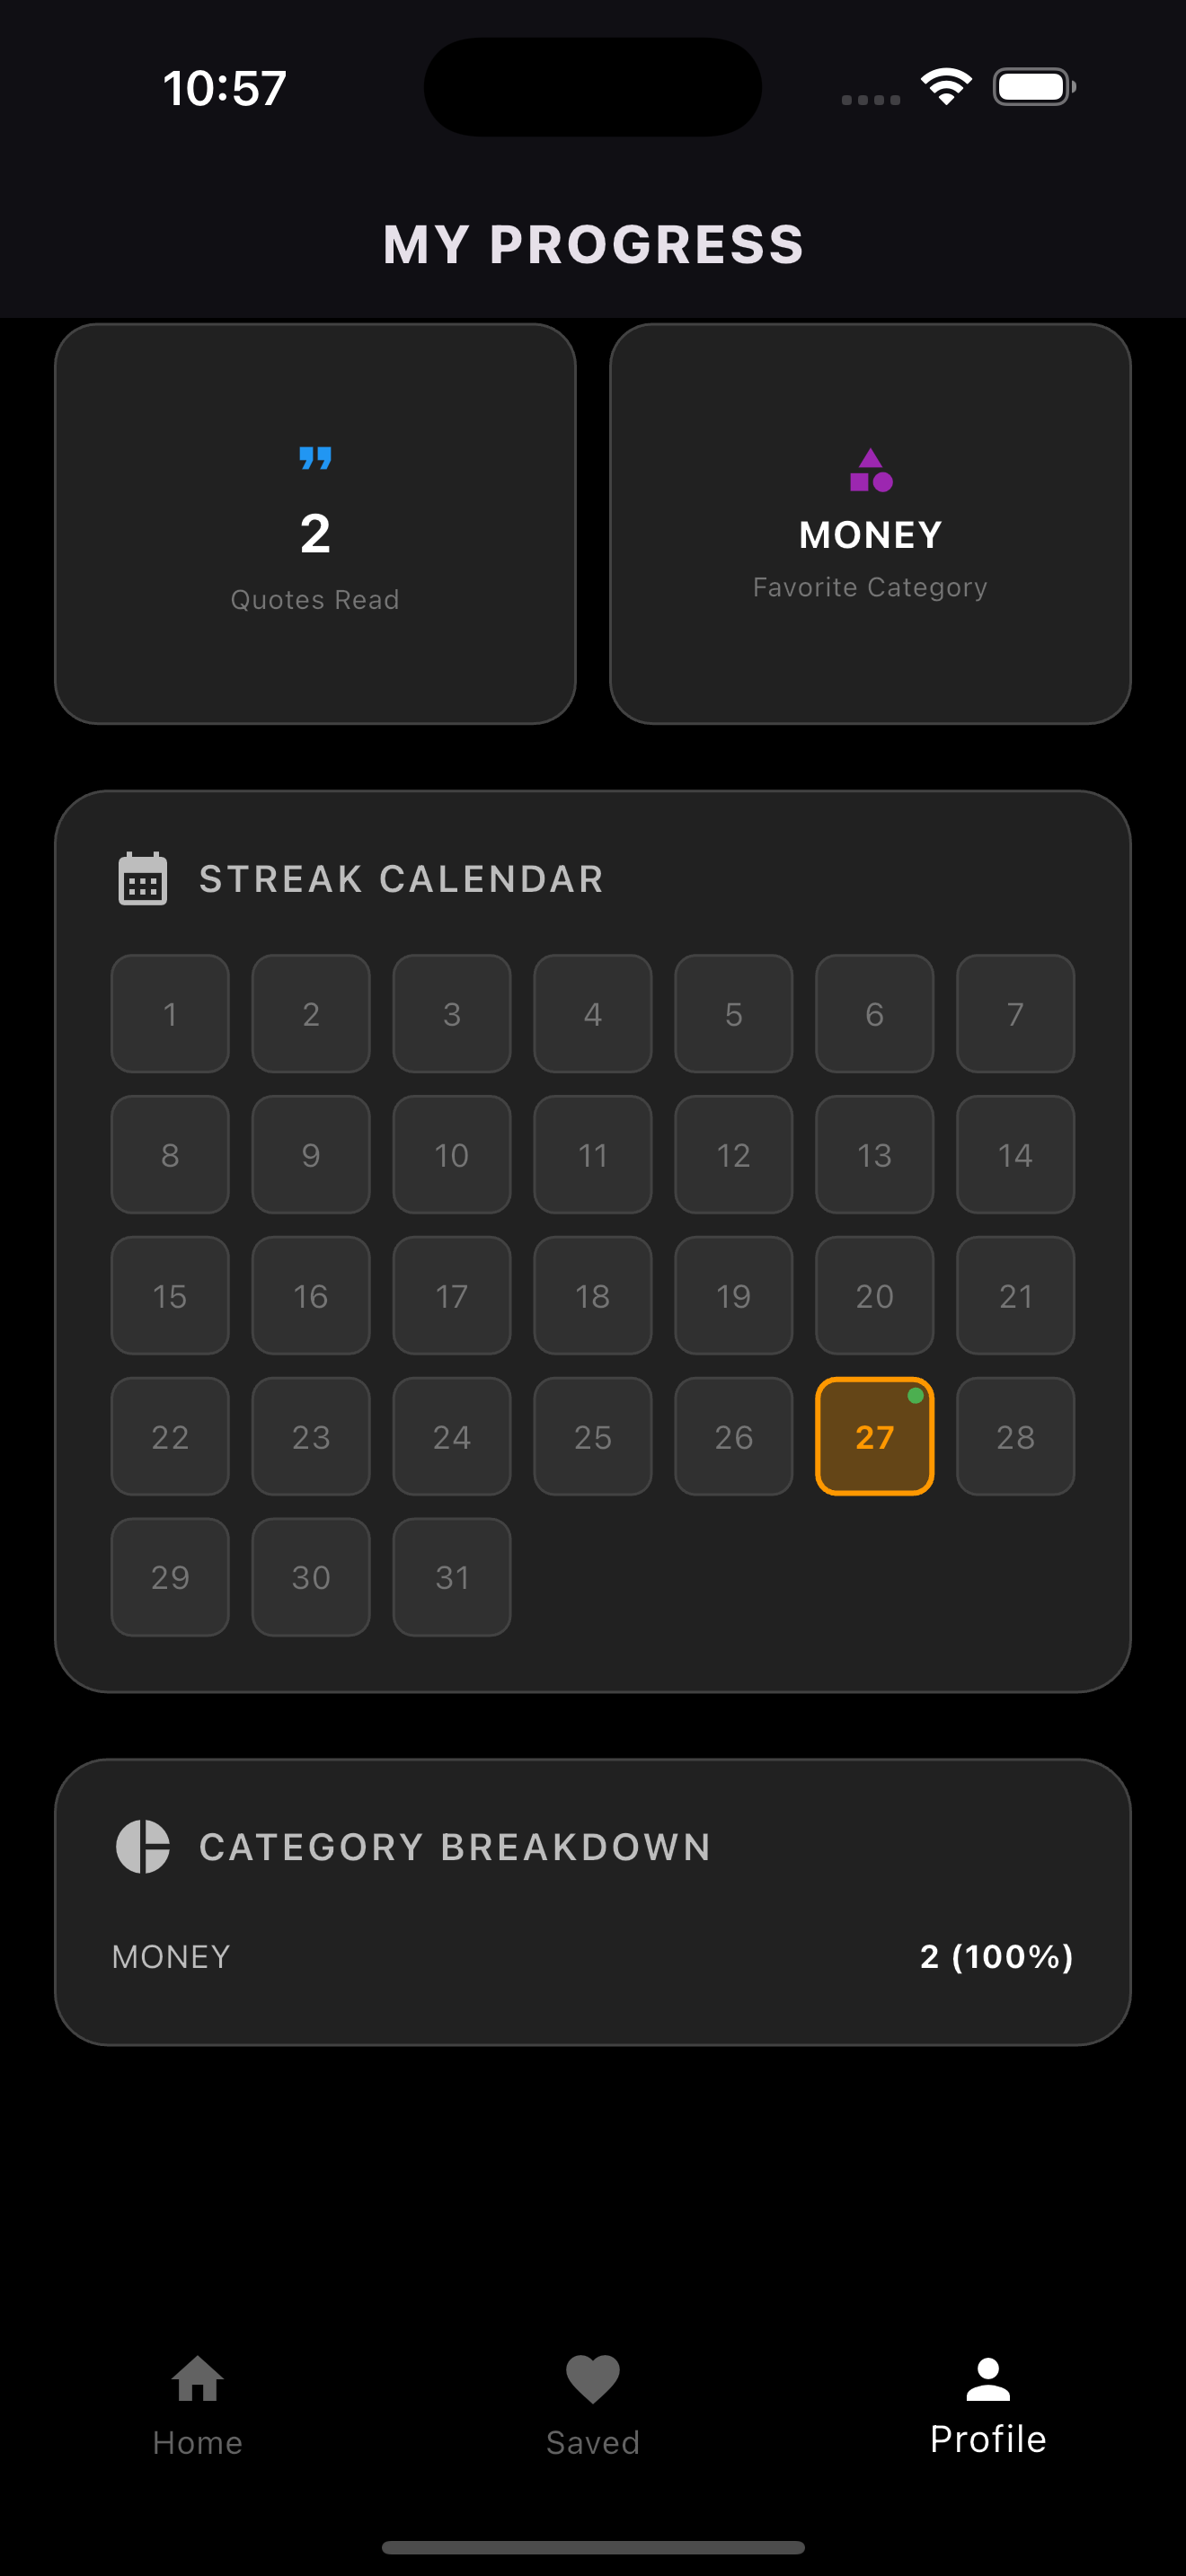 10:57
MY PROGRESS
2
Quotes Read
MONEY
Favorite Category
STREAK CALENDAR
1 2 3 4 5 6 7
8 9 10 11 12 13 14
15 16 17 18 19 20 21
22 23 24 25 26 27 28
29 30 31
CATEGORY BREAKDOWN
MONEY 2 (100%)
Home Saved Profile